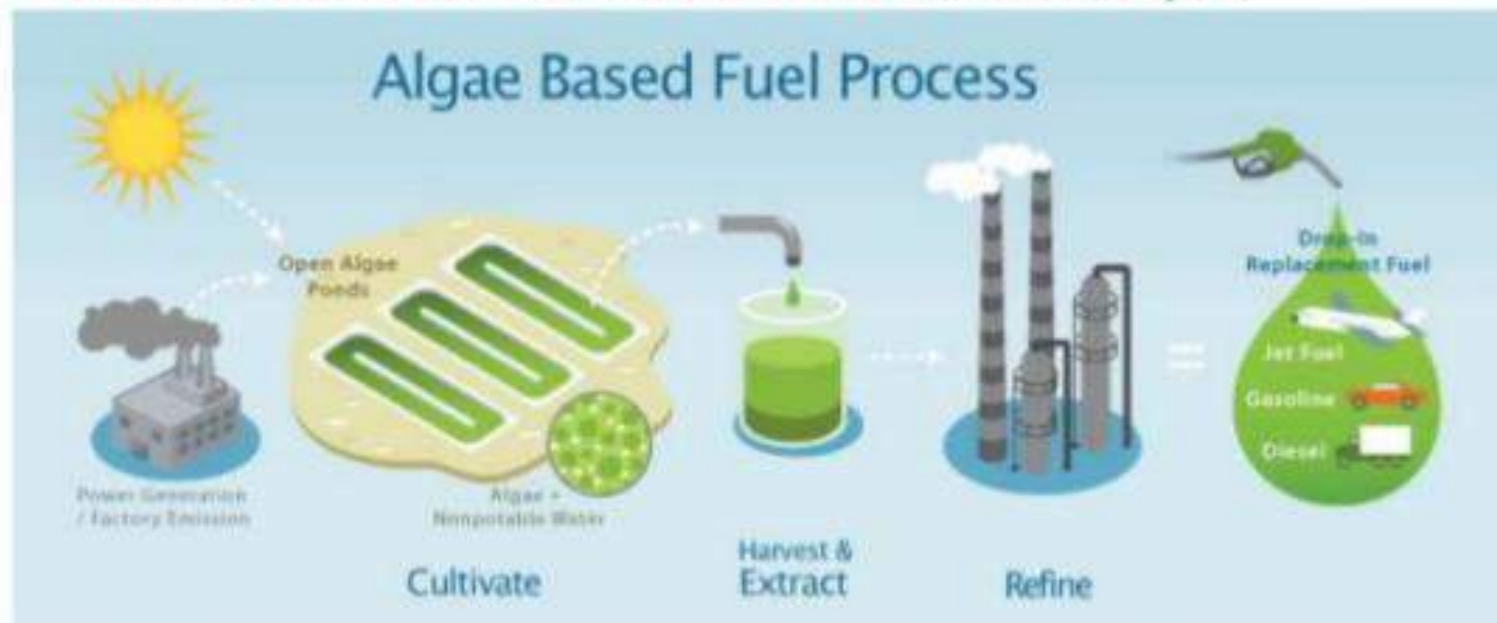 Algae Based Fuel Process
Open Algae
Ponds
Power Generation
/ Factory Emission
Algae +
Nonpotable Water
Drop-In
Replacement Fuel
Jet Fuel
Gasoline
Diesel
Cultivate
Harvest &
Extract
Refine